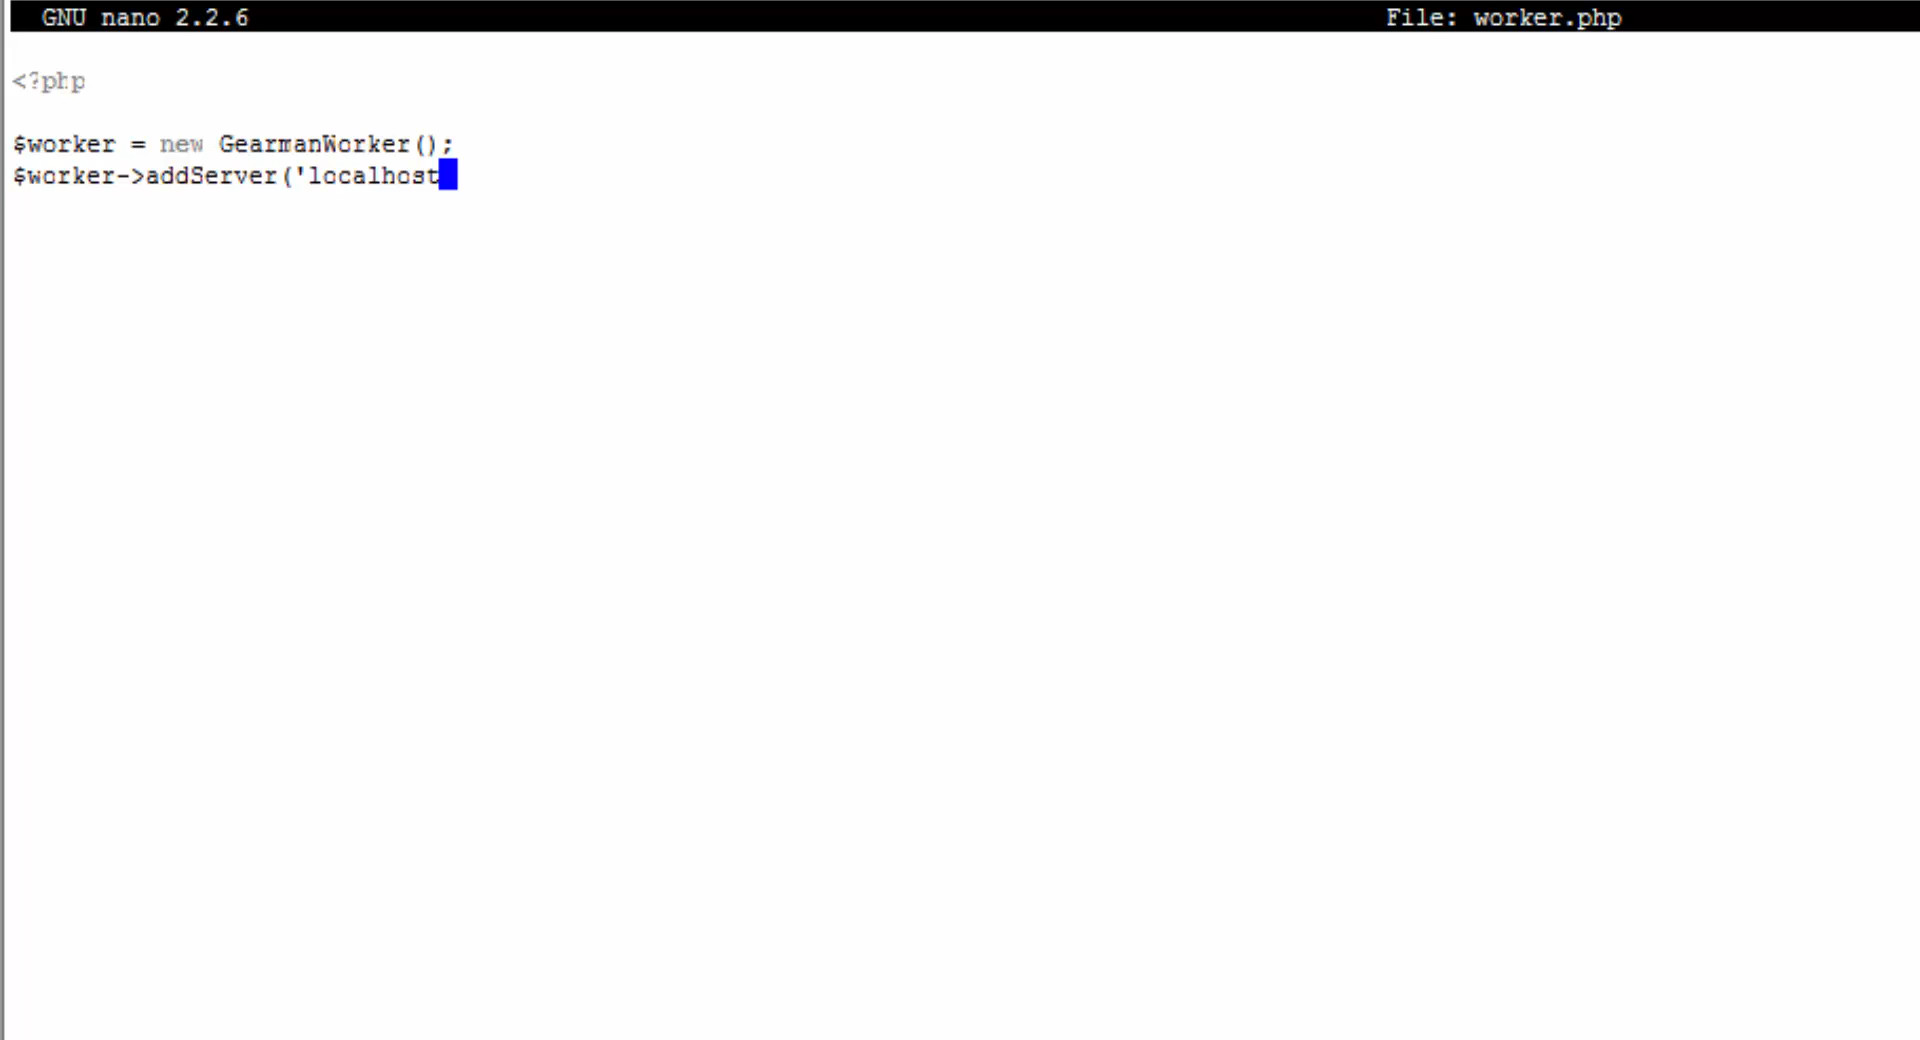 GNU nano 2.2.6 File: worker.php
<?php
$worker = new GearmanWorker();
$worker->addServer('localhost